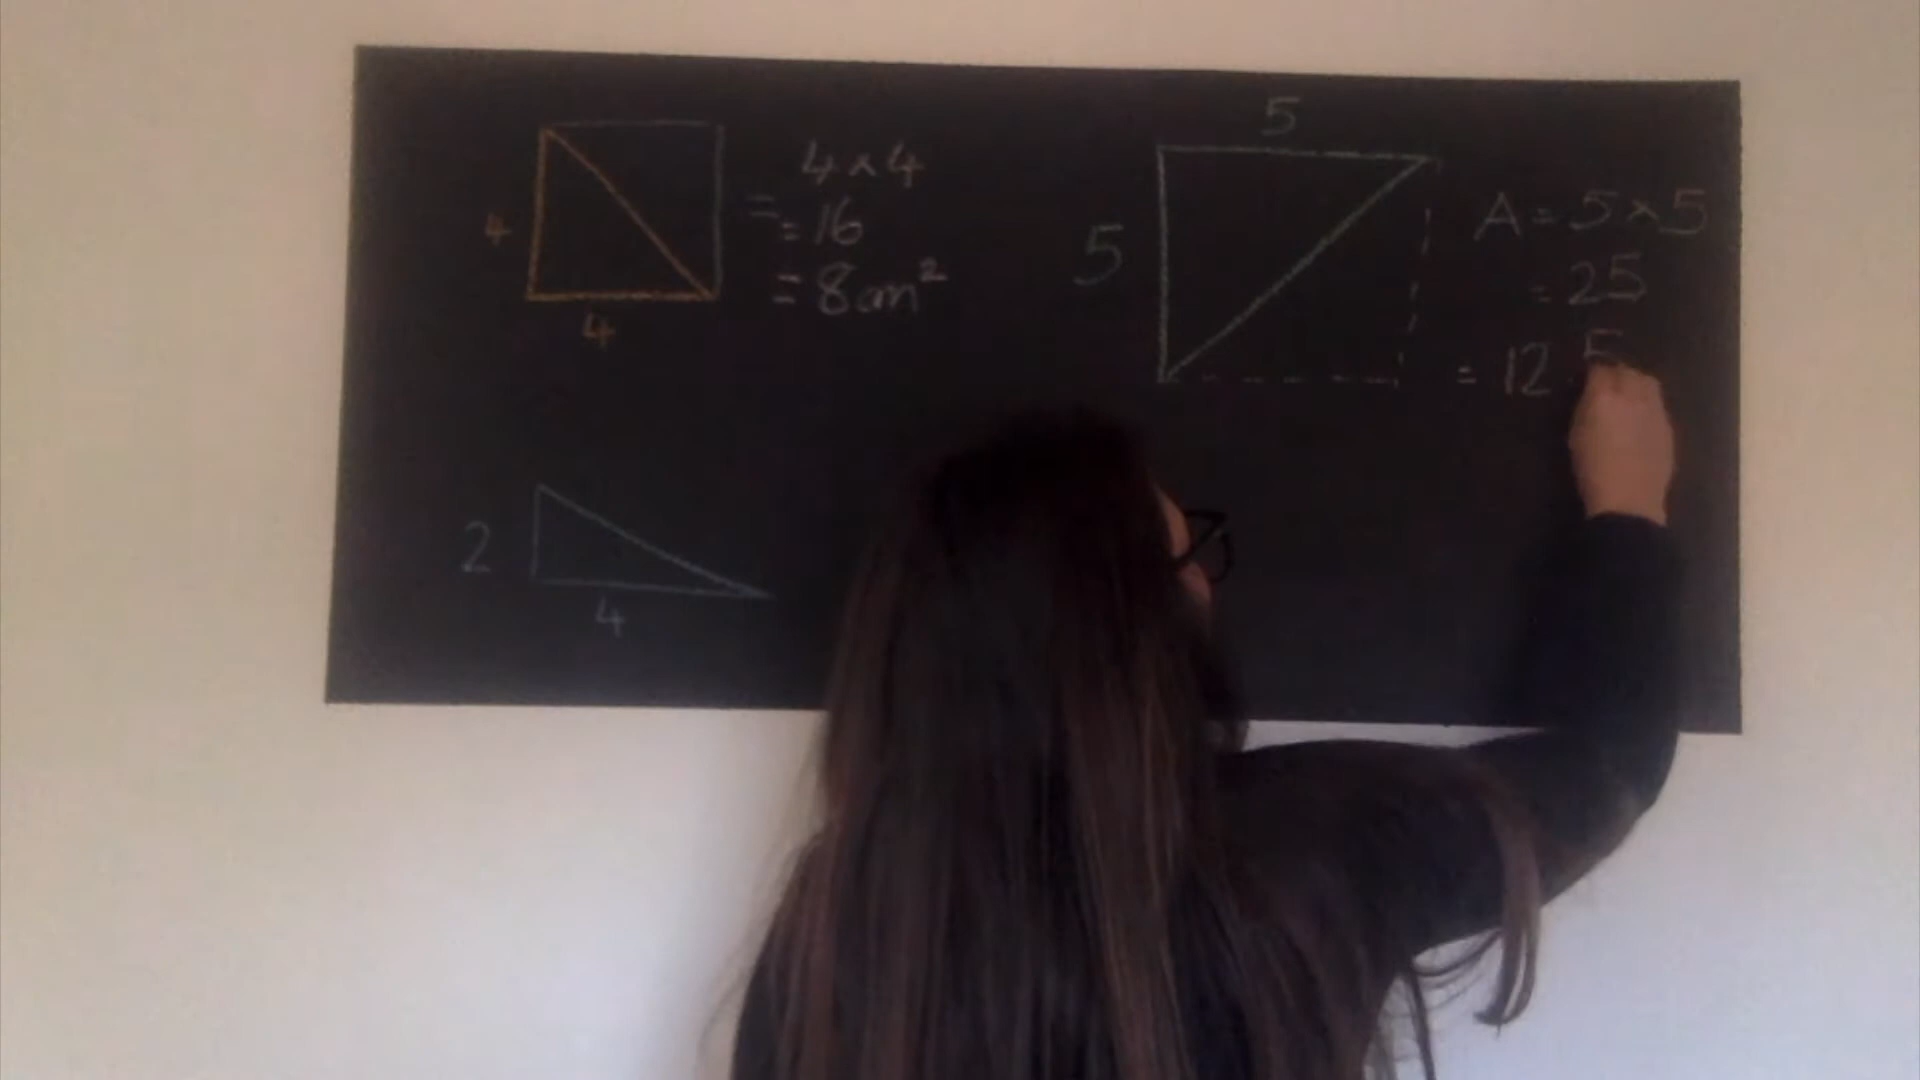 4 × 4
= = 16
4
= 8cm²
4
2
4
5
5
A = 5 × 5
= 25
= 12.5